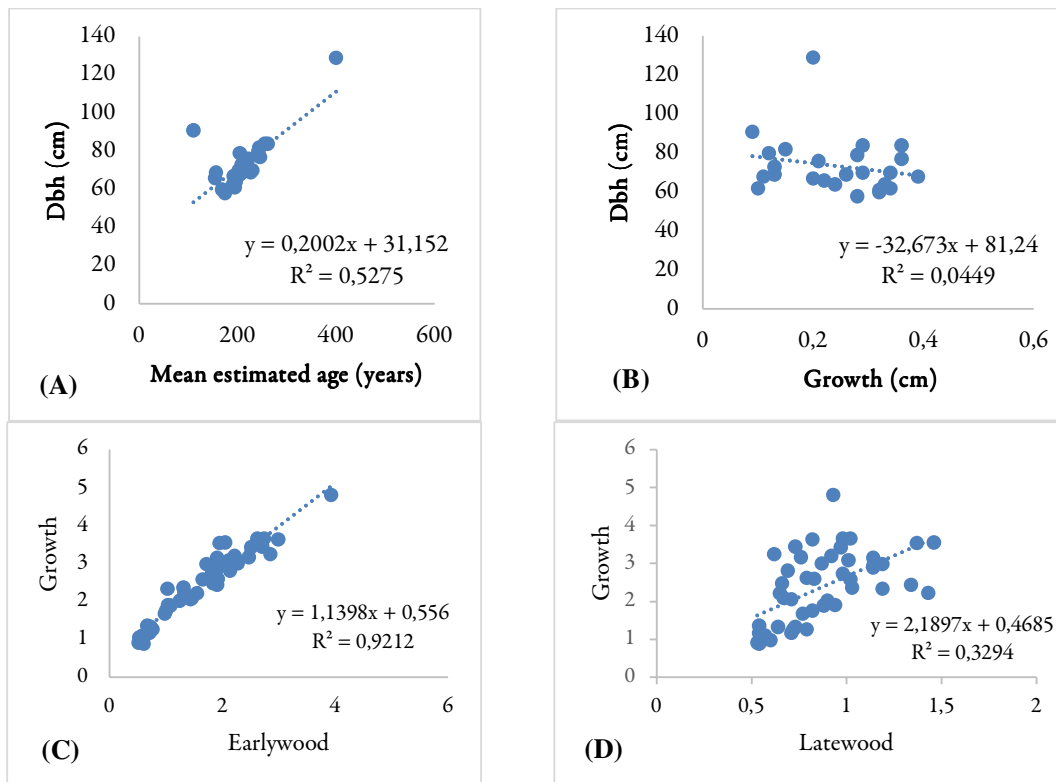 140
120
100
80
60
40
20
0
Dbh (cm)
y = 0,2002x + 31,152
R² = 0,5275
0 200 400 600
Mean estimated age (years)
(A)
140
120
100
80
60
40
20
0
Dbh (cm)
y = -32,673x + 81,24
R² = 0,0449
0 0,2 0,4 0,6
Growth (cm)
(B)
6
5
4
3
2
1
0
Growth
y = 1,1398x + 0,556
R² = 0,9212
0 2 4 6
Earlywood
(C)
6
5
4
3
2
1
0
Growth
y = 2,1897x + 0,4685
R² = 0,3294
0 0,5 1 1,5 2
Latewood
(D)